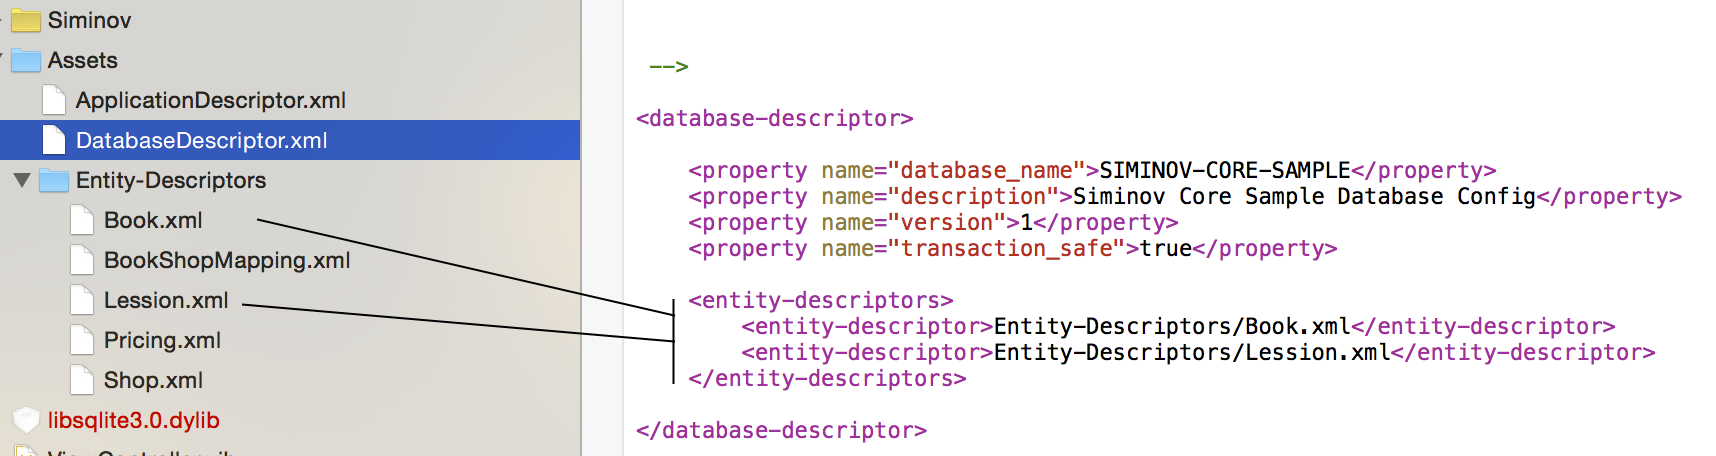 Siminov
Assets
ApplicationDescriptor.xml
DatabaseDescriptor.xml
Entity-Descriptors
Book.xml
BookShopMapping.xml
Lession.xml
Pricing.xml
Shop.xml
libsqlite3.0.dylib
-->
<database-descriptor>
<property name="database_name">SIMINOV-CORE-SAMPLE</property>
<property name="description">Siminov Core Sample Database Config</property>
<property name="version">1</property>
<property name="transaction_safe">true</property>
<entity-descriptors>
<entity-descriptor>Entity-Descriptors/Book.xml</entity-descriptor>
<entity-descriptor>Entity-Descriptors/Lession.xml</entity-descriptor>
</entity-descriptors>
</database-descriptor>